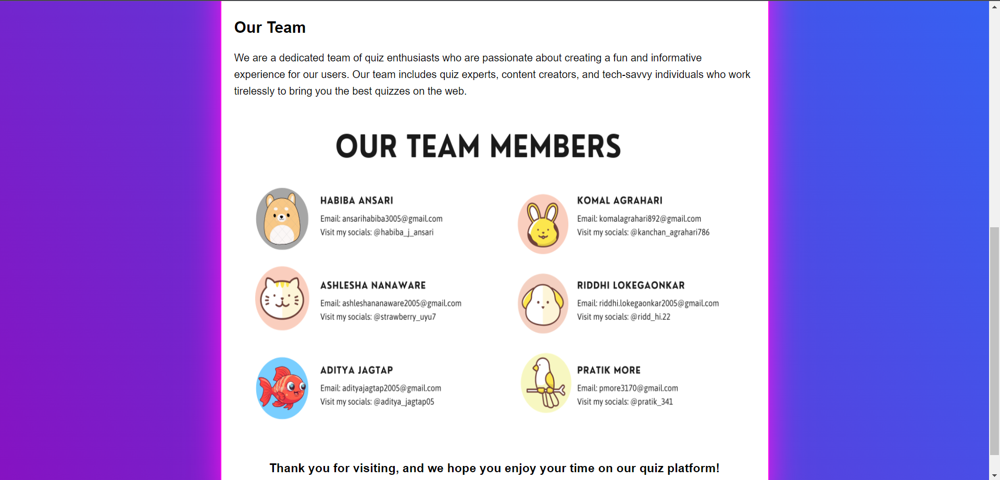 Our Team
We are a dedicated team of quiz enthusiasts who are passionate about creating a fun and informative
experience for our users. Our team includes quiz experts, content creators, and tech-savvy individuals who work
tirelessly to bring you the best quizzes on the web.
OUR TEAM MEMBERS
HABIBA ANSARI
Email: ansarihabiba3005@gmail.com
Visit my socials: @habiba_j_ansari
KOMAL AGRAHARI
Email: komalagrahari892@gmail.com
Visit my socials: @kanchan_agrahari786
ASHLESHA NANAWARE
Email: ashleshananaware2005@gmail.com
Visit my socials: @strawberry_uyu7
RIDDHI LOKEGAONKAR
Email: riddhi.lokegaonkar2005@gmail.com
Visit my socials: @ridd_hi.22
ADITYA JAGTAP
Email: adityajagtap2005@gmail.com
Visit my socials: @aditya_jagtap05
PRATIK MORE
Email: pmore3170@gmail.com
Visit my socials: @pratik_341
Thank you for visiting, and we hope you enjoy your time on our quiz platform!